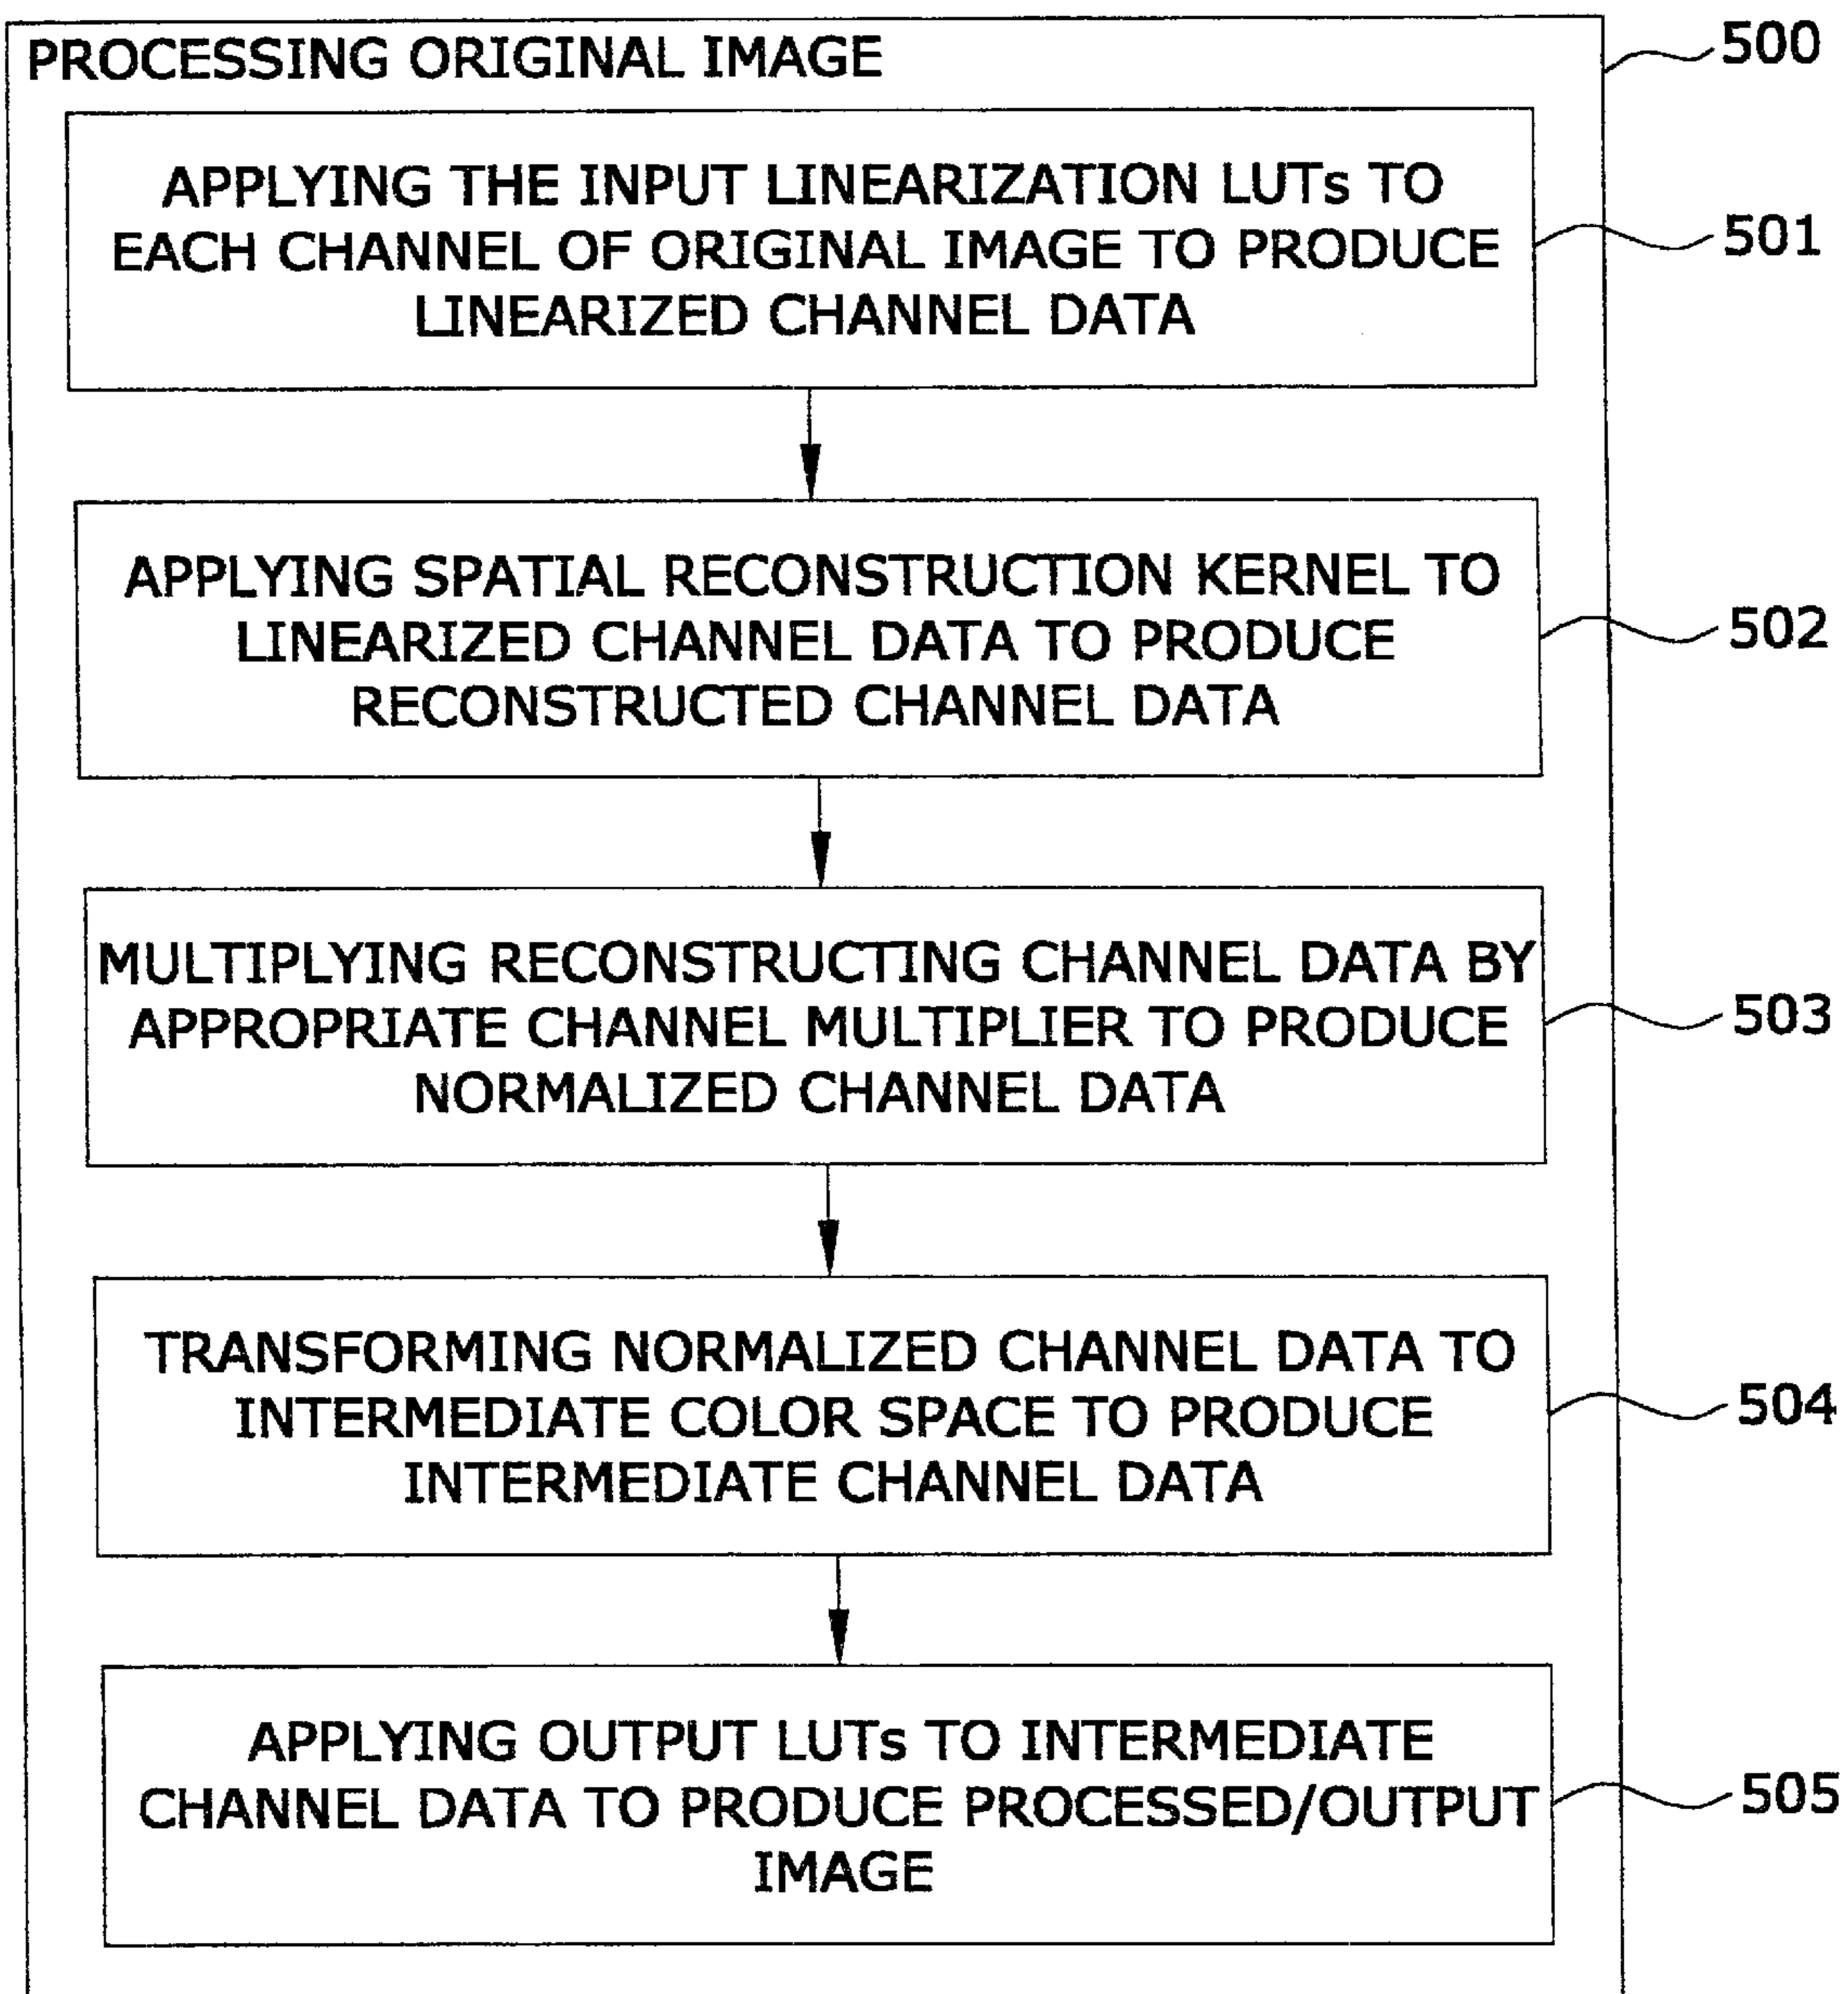 PROCESSING ORIGINAL IMAGE
500
APPLYING THE INPUT LINEARIZATION LUTs TO
EACH CHANNEL OF ORIGINAL IMAGE TO PRODUCE
LINEARIZED CHANNEL DATA
501
APPLYING SPATIAL RECONSTRUCTION KERNEL TO
LINEARIZED CHANNEL DATA TO PRODUCE
RECONSTRUCTED CHANNEL DATA
502
MULTIPLYING RECONSTRUCTING CHANNEL DATA BY
APPROPRIATE CHANNEL MULTIPLIER TO PRODUCE
NORMALIZED CHANNEL DATA
503
TRANSFORMING NORMALIZED CHANNEL DATA TO
INTERMEDIATE COLOR SPACE TO PRODUCE
INTERMEDIATE CHANNEL DATA
504
APPLYING OUTPUT LUTs TO INTERMEDIATE
CHANNEL DATA TO PRODUCE PROCESSED/OUTPUT
IMAGE
505